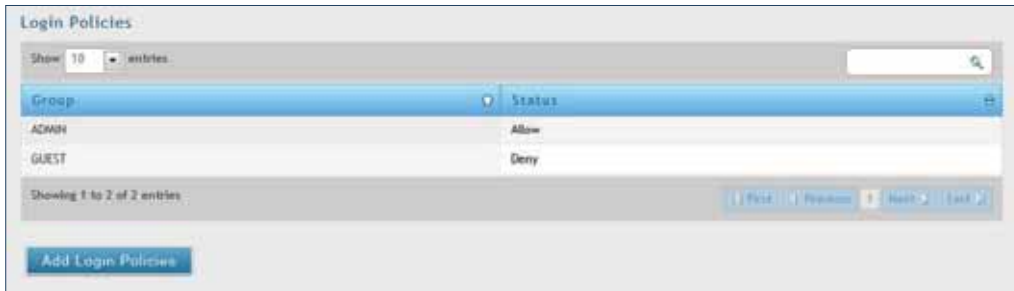 Login Policies
Show 10 entries
Group Status
ADMIN Allow
GUEST Deny
Showing 1 to 2 of 2 entries
First Previous 1 Next Last
Add Login Policies